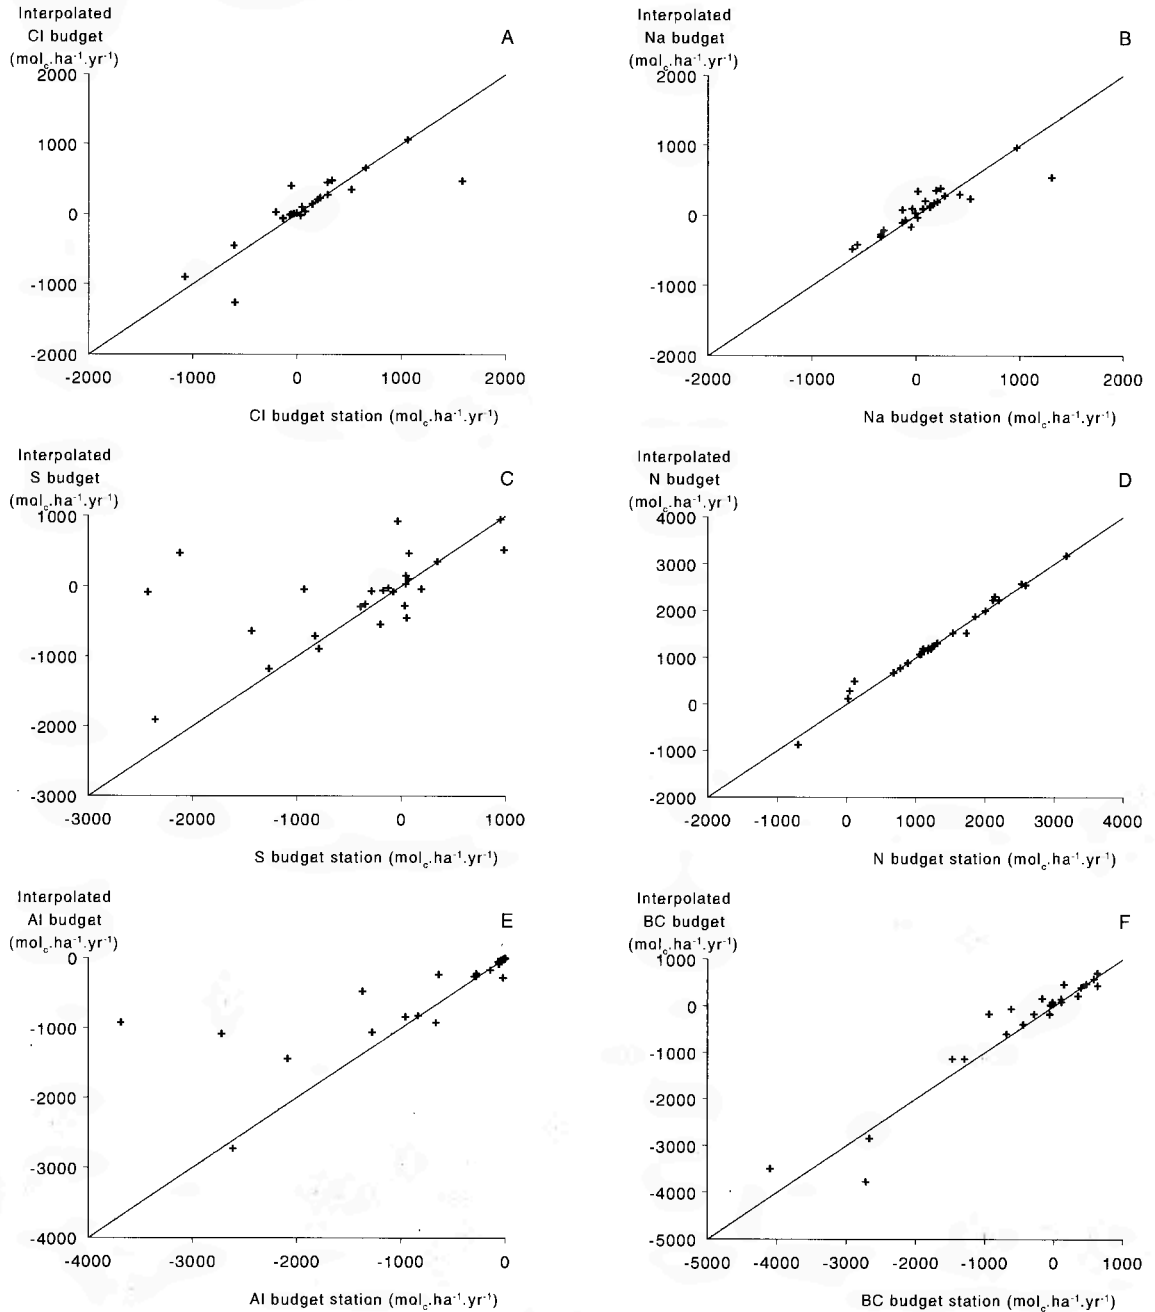 Interpolated
Cl budget
(mol_c.ha⁻¹.yr⁻¹)
A
2000
1000
0
-1000
-2000
-2000 -1000 0 1000 2000
Cl budget station (mol_c.ha⁻¹.yr⁻¹)
Interpolated
Na budget
(mol_c.ha⁻¹.yr⁻¹)
B
2000
1000
0
-1000
-2000
-2000 -1000 0 1000 2000
Na budget station (mol_c.ha⁻¹.yr⁻¹)
Interpolated
S budget
(mol_c.ha⁻¹.yr⁻¹)
C
1000
0
-1000
-2000
-3000
-3000 -2000 -1000 0 1000
S budget station (mol_c.ha⁻¹.yr⁻¹)
Interpolated
N budget
(mol_c.ha⁻¹.yr⁻¹)
D
4000
3000
2000
1000
0
-1000
-2000
-2000 -1000 0 1000 2000 3000 4000
N budget station (mol_c.ha⁻¹.yr⁻¹)
Interpolated
Al budget
(mol_c.ha⁻¹.yr⁻¹)
E
0
-1000
-2000
-3000
-4000
-4000 -3000 -2000 -1000 0
Al budget station (mol_c.ha⁻¹.yr⁻¹)
Interpolated
BC budget
(mol_c.ha⁻¹.yr⁻¹)
F
1000
0
-1000
-2000
-3000
-4000
-5000
-5000 -4000 -3000 -2000 -1000 0 1000
BC budget station (mol_c.ha⁻¹.yr⁻¹)